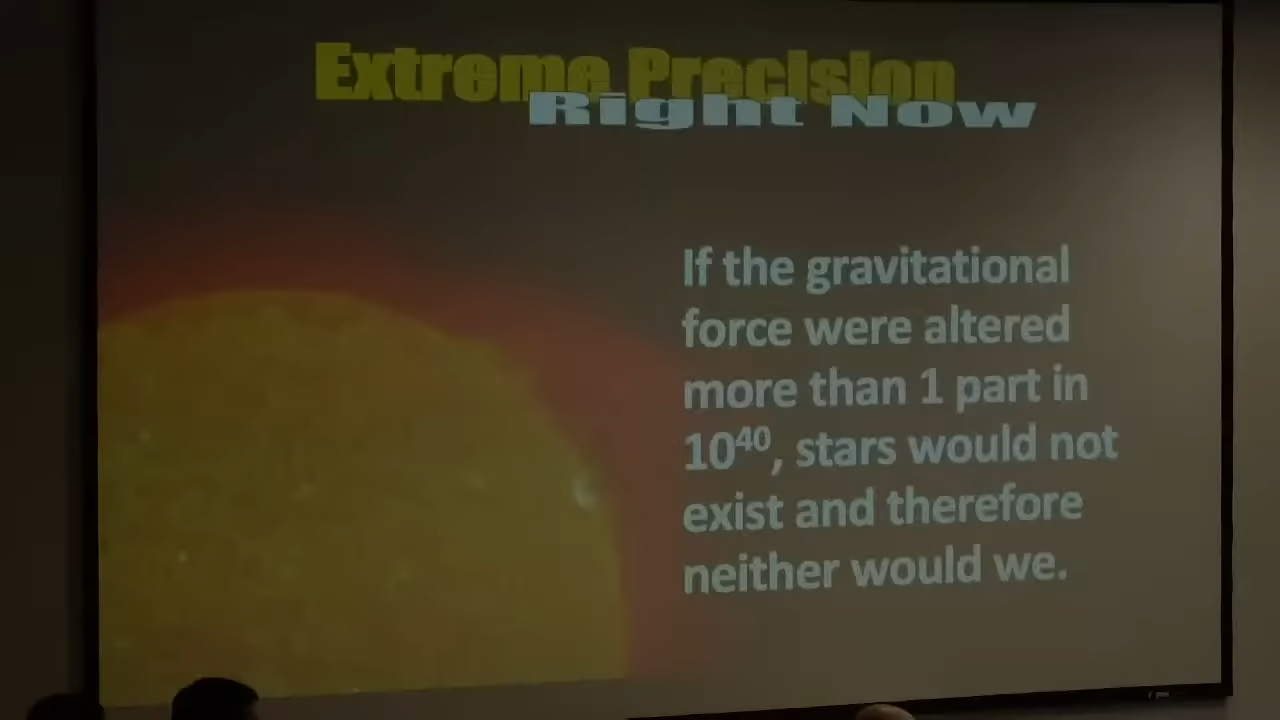 Extreme Precision
Right Now
If the gravitational
force were altered
more than 1 part in
10⁴⁰, stars would not
exist and therefore
neither would we.